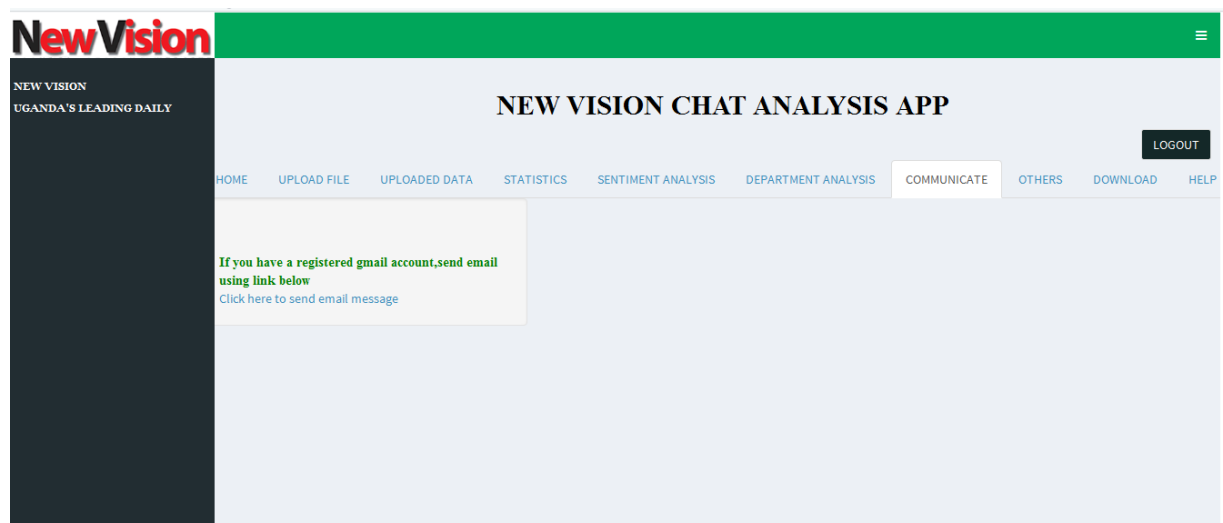 New Vision
NEW VISION
UGANDA'S LEADING DAILY
NEW VISION CHAT ANALYSIS APP
LOGOUT
HOME UPLOAD FILE UPLOADED DATA STATISTICS SENTIMENT ANALYSIS DEPARTMENT ANALYSIS COMMUNICATE OTHERS DOWNLOAD HELP
If you have a registered gmail account,send email
using link below
Click here to send email message